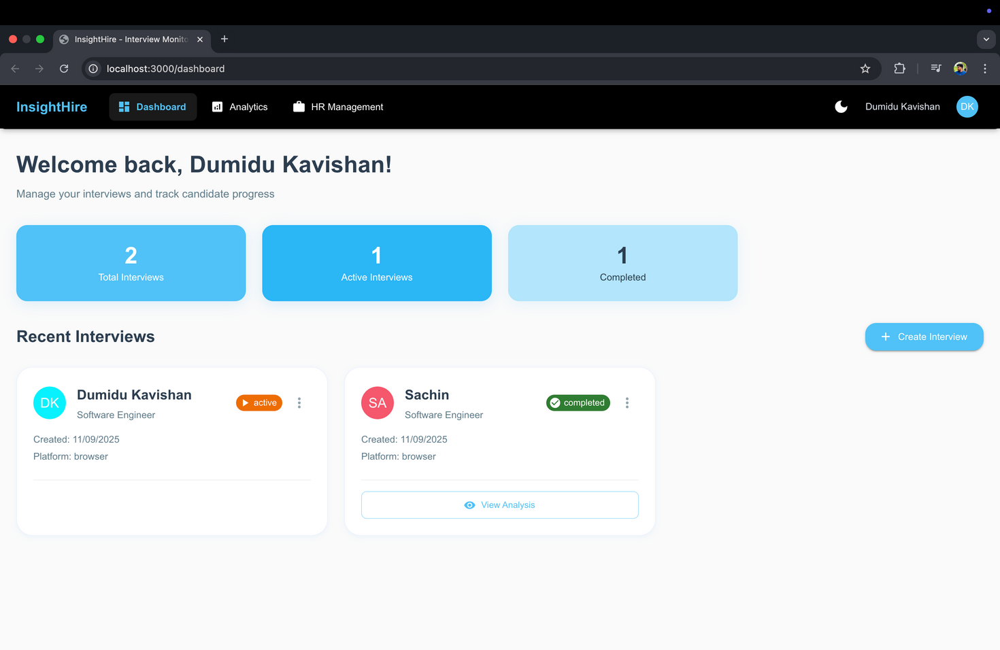 InsightHire - Interview Monito
localhost:3000/dashboard
InsightHire
Dashboard
Analytics
HR Management
Dumidu Kavishan
DK
Welcome back, Dumidu Kavishan!
Manage your interviews and track candidate progress
2
Total Interviews
1
Active Interviews
1
Completed
Recent Interviews
Create Interview
DK
Dumidu Kavishan
Software Engineer
active
Created: 11/09/2025
Platform: browser
SA
Sachin
Software Engineer
completed
Created: 11/09/2025
Platform: browser
View Analysis